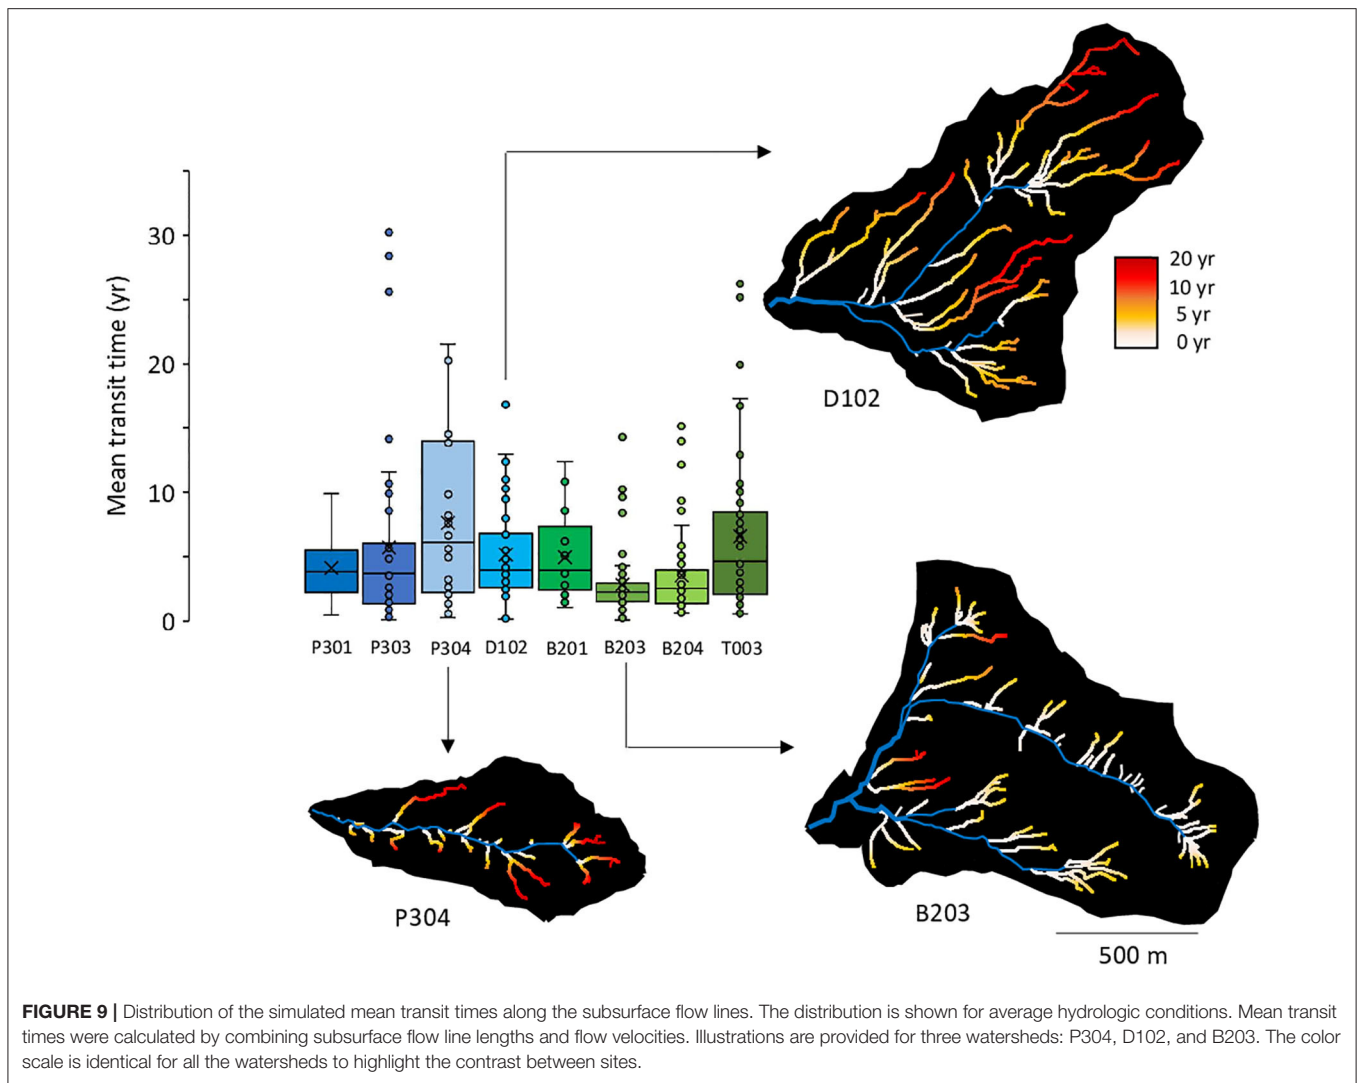 30
20
10
0
Mean transit time (yr)
P301 P303 P304 D102 B201 B203 B204 T003
D102
20 yr
10 yr
5 yr
0 yr
P304
B203
500 m
FIGURE 9 | Distribution of the simulated mean transit times along the subsurface flow lines. The distribution is shown for average hydrologic conditions. Mean transit
times were calculated by combining subsurface flow line lengths and flow velocities. Illustrations are provided for three watersheds: P304, D102, and B203. The color
scale is identical for all the watersheds to highlight the contrast between sites.